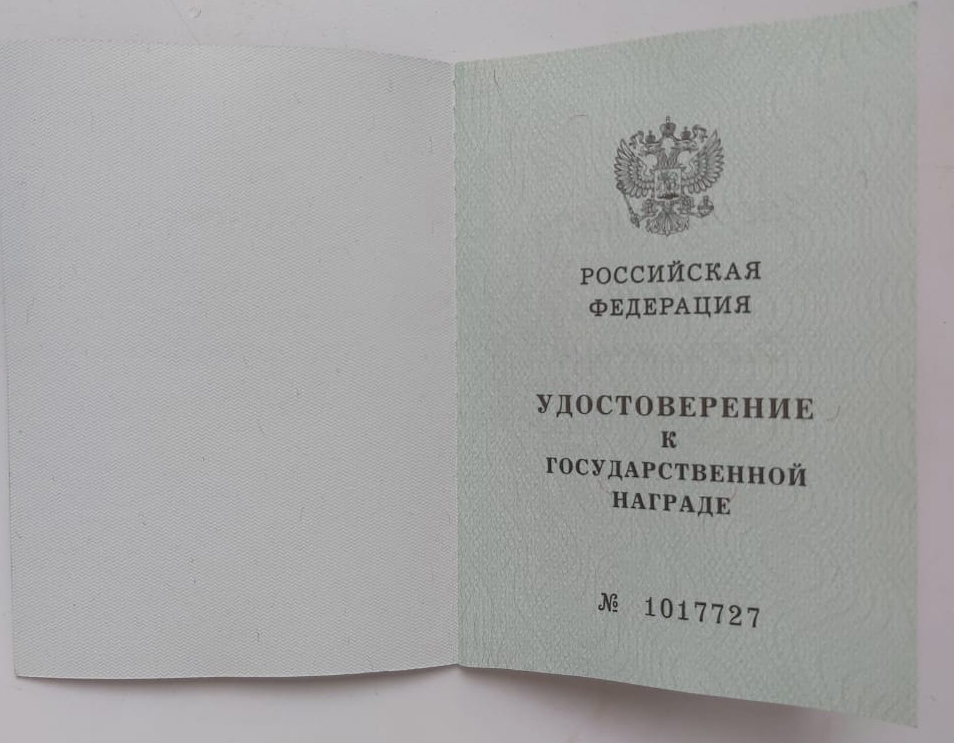 РОССИЙСКАЯ
ФЕДЕРАЦИЯ
УДОСТОВЕРЕНИЕ
К
ГОСУДАРСТВЕННОЙ
НАГРАДЕ
№ 1017727